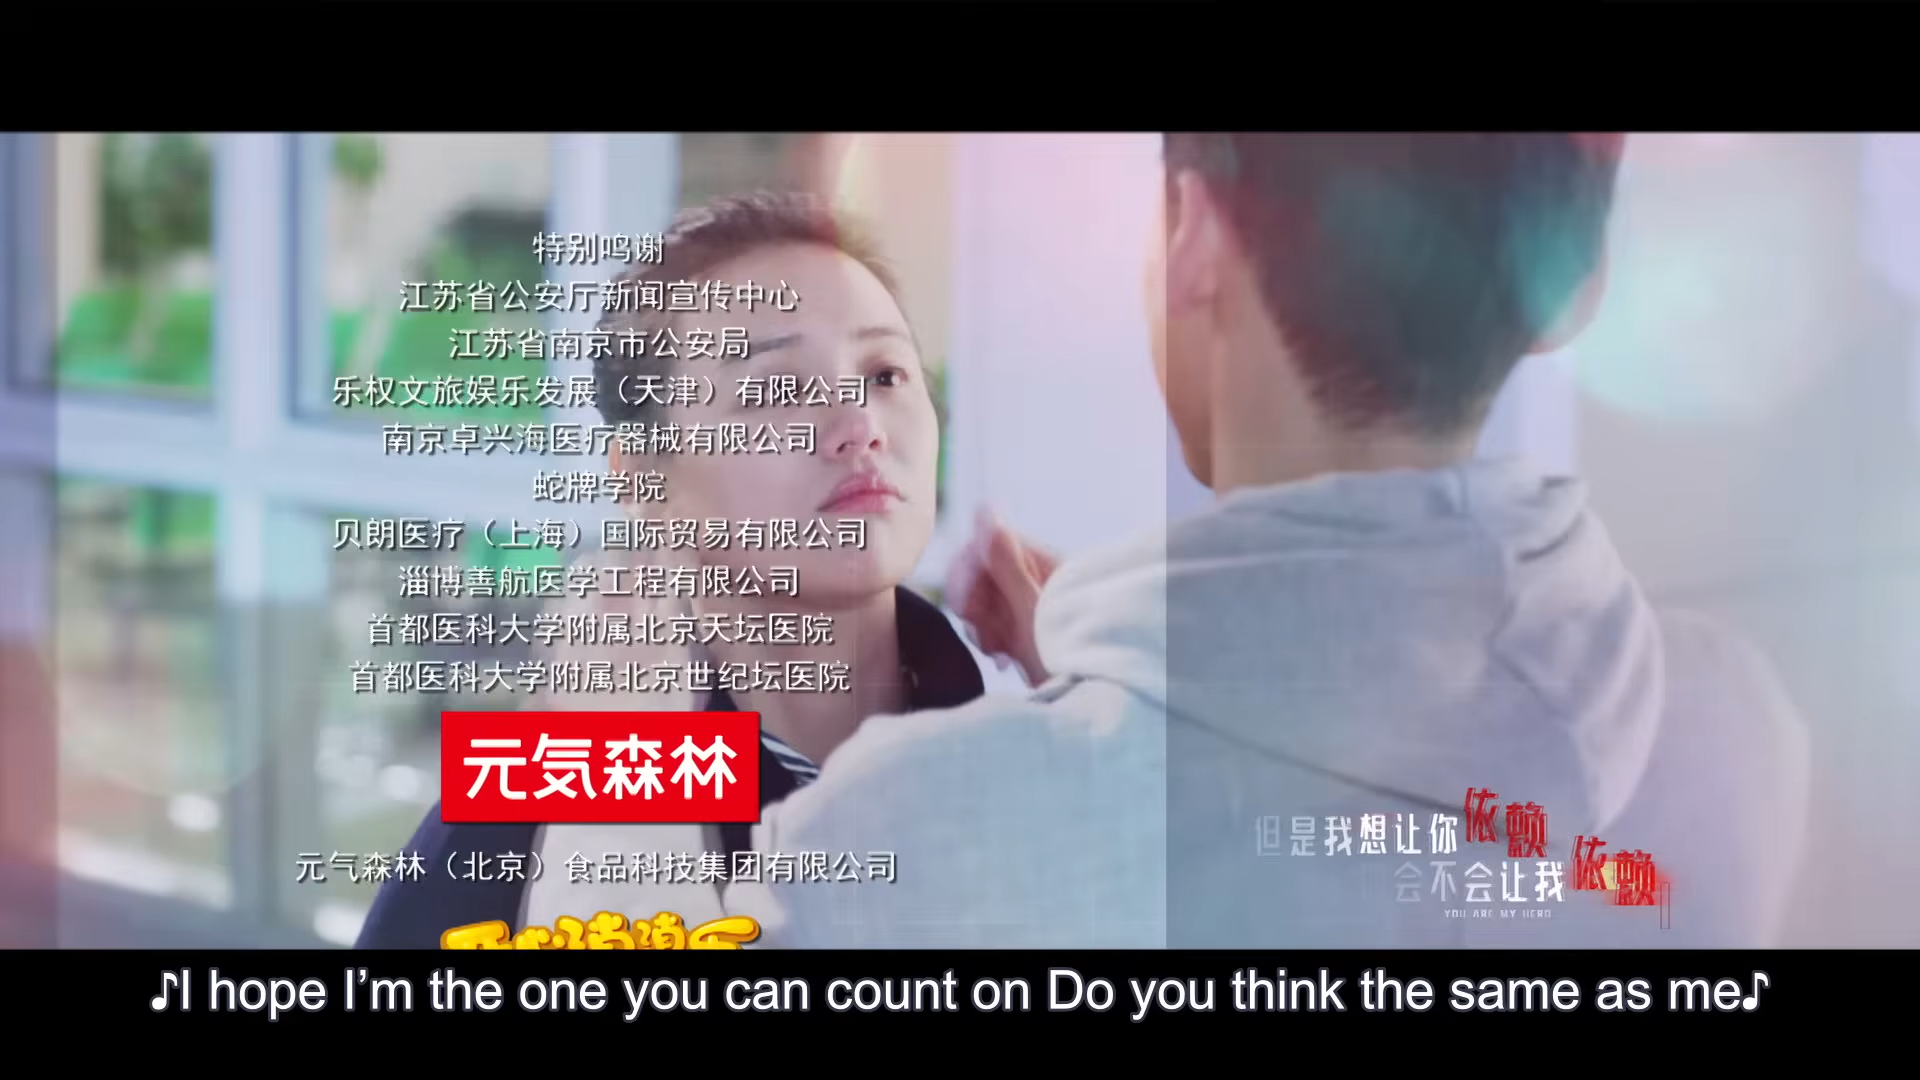 特别鸣谢
江苏省公安厅新闻宣传中心
江苏省南京市公安局
乐权文旅娱乐发展（天津）有限公司
南京卓兴海医疗器械有限公司
蛇牌学院
贝朗医疗（上海）国际贸易有限公司
淄博善航医学工程有限公司
首都医科大学附属北京天坛医院
首都医科大学附属北京世纪坛医院
元気森林
元气森林（北京）食品科技集团有限公司
但是我想让你依赖
会不会让我依赖
YOU ARE MY HERO
♪I hope I’m the one you can count on Do you think the same as me♪